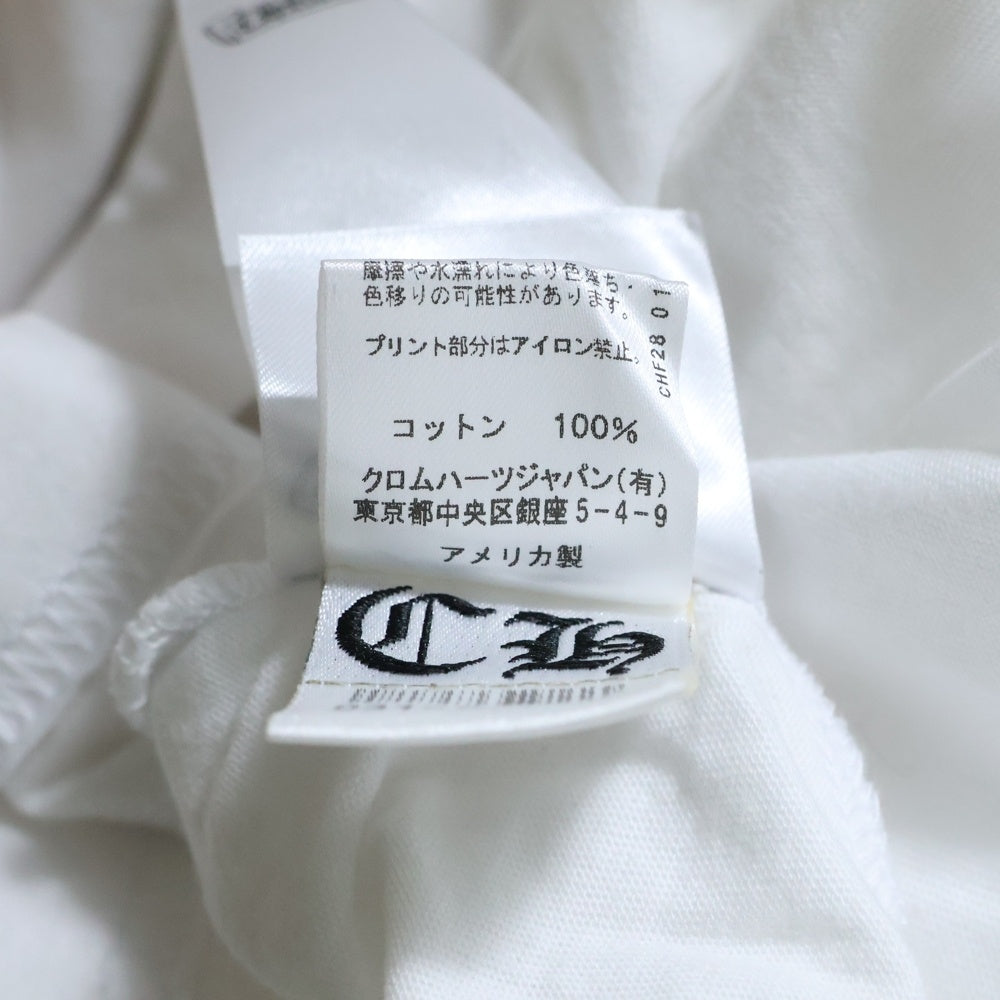 摩擦や水濡れにより色落ち・
色移りの可能性があります。
プリント部分はアイロン禁止。
CHF28 01
コットン 100%
クロムハーツジャパン(有)
東京都中央区銀座5-4-9
アメリカ製
CH